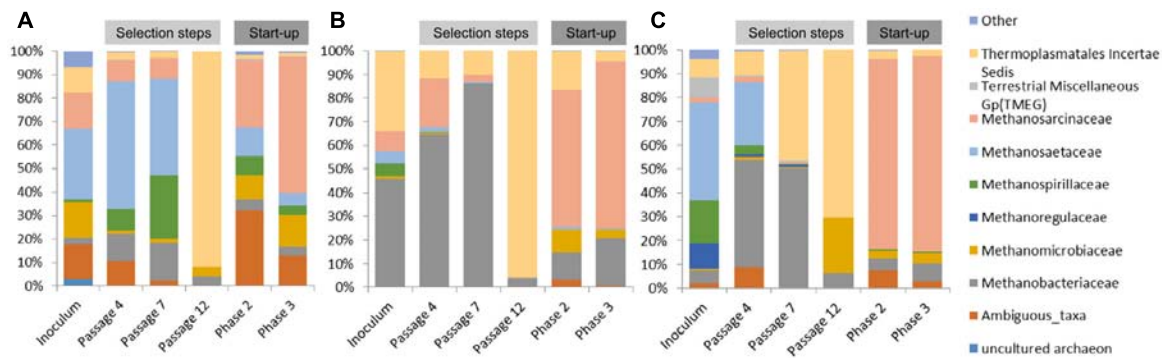 A
Selection steps
Start-up
100%
90%
80%
70%
60%
50%
40%
30%
20%
10%
0%
Inoculum
Passage 4
Passage 7
Passage 12
Phase 2
Phase 3
B
Selection steps
Start-up
100%
90%
80%
70%
60%
50%
40%
30%
20%
10%
0%
Inoculum
Passage 4
Passage 7
Passage 12
Phase 2
Phase 3
C
Selection steps
Start-up
100%
90%
80%
70%
60%
50%
40%
30%
20%
10%
0%
Inoculum
Passage 4
Passage 7
Passage 12
Phase 2
Phase 3
Other
Thermoplasmatales Incertae
Sedis
Terrestrial Miscellaneous
Gp(TMEG)
Methanosarcinaceae
Methanosaetaceae
Methanospirillaceae
Methanoregulaceae
Methanomicrobiaceae
Methanobacteriaceae
Ambiguous_taxa
uncultured archaeon